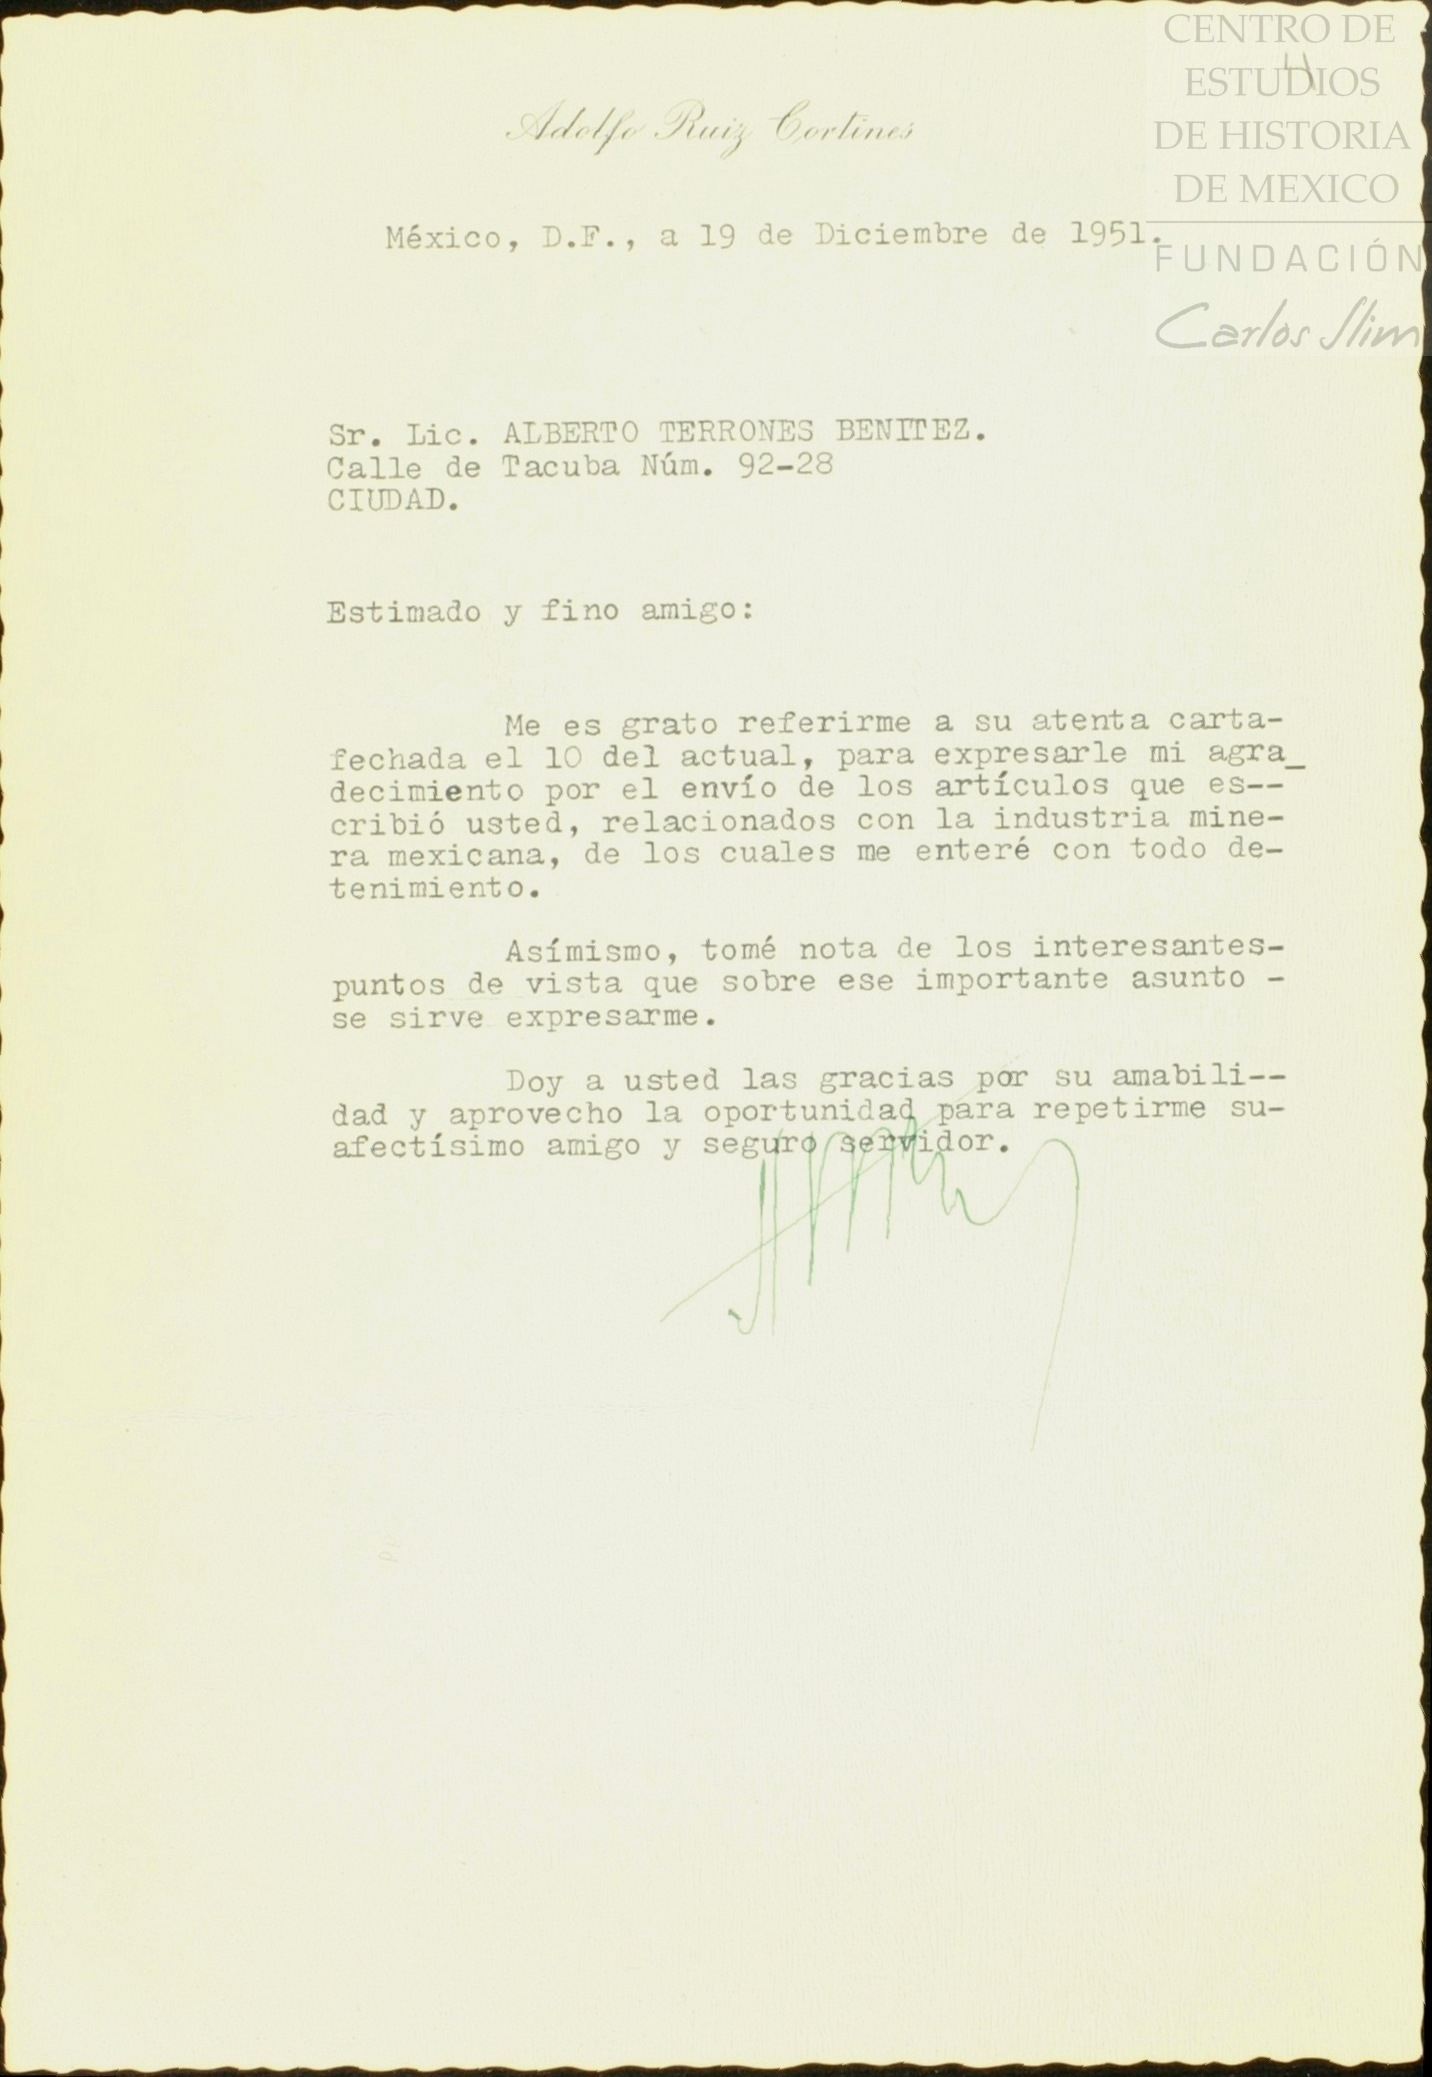 CENTRO DE
ESTUDIOS
DE HISTORIA
DE MEXICO
FUNDACIÓN
Carlos Slim
4
Adolfo Ruiz Cortines
México, D.F., a 19 de Diciembre de 1951.
Sr. Lic. ALBERTO TERRONES BENITEZ.
Calle de Tacuba Núm. 92-28
CIUDAD.
Estimado y fino amigo:
Me es grato referirme a su atenta carta-
fechada el 10 del actual, para expresarle mi agra_
decimiento por el envío de los artículos que es--
cribió usted, relacionados con la industria mine-
ra mexicana, de los cuales me enteré con todo de-
tenimiento.
Asímismo, tomé nota de los interesantes-
puntos de vista que sobre ese importante asunto -
se sirve expresarme.
Doy a usted las gracias por su amabili--
dad y aprovecho la oportunidad para repetirme su-
afectísimo amigo y seguro servidor.